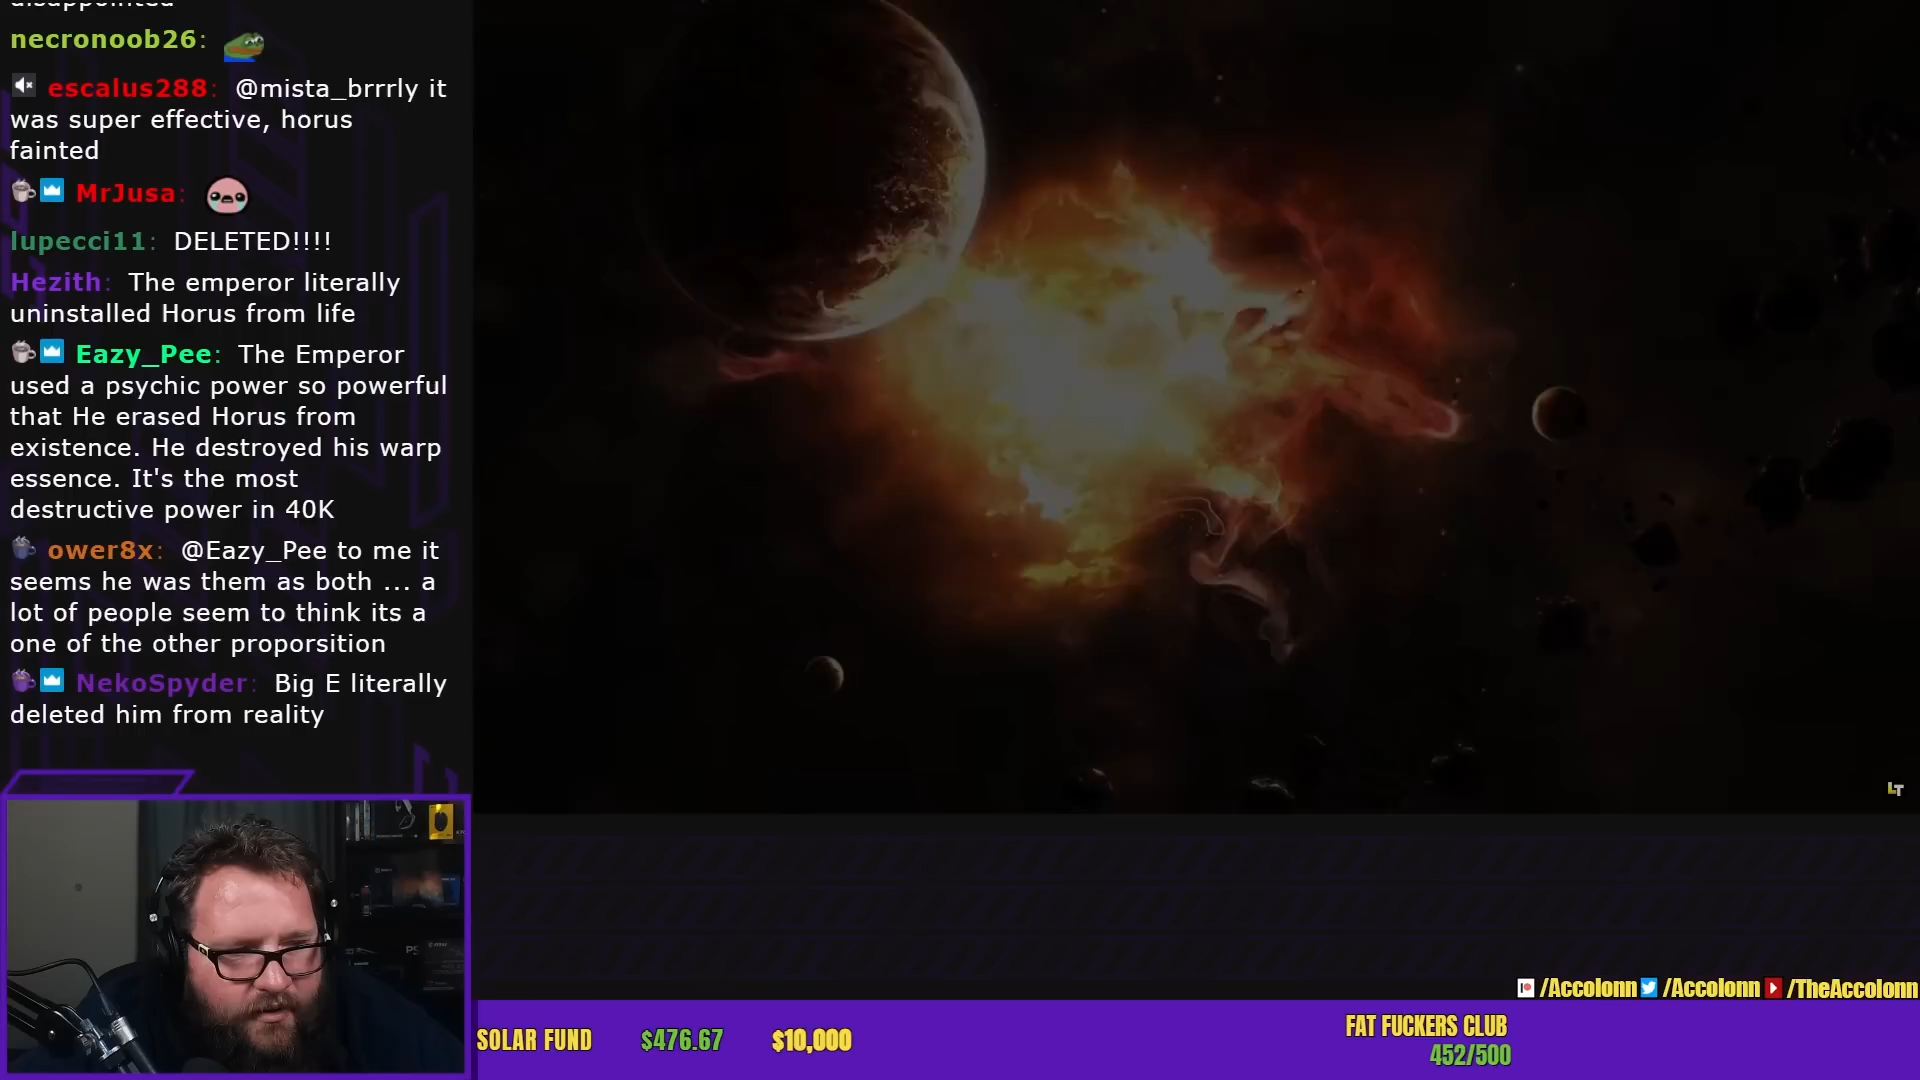 disappointed
necronoob26:
escalus288: @mista_brrrly it
was super effective, horus
fainted
MrJusa:
lupecci11: DELETED!!!!
Hezith: The emperor literally
uninstalled Horus from life
Eazy_Pee: The Emperor
used a psychic power so powerful
that He erased Horus from
existence. He destroyed his warp
essence. It's the most
destructive power in 40K
ower8x: @Eazy_Pee to me it
seems he was them as both ... a
lot of people seem to think its a
one of the other proporsition
NekoSpyder: Big E literally
deleted him from reality
LT
/Accolonn /Accolonn /TheAccolonn
SOLAR FUND $476.67 $10,000
FAT FUCKERS CLUB
452/500